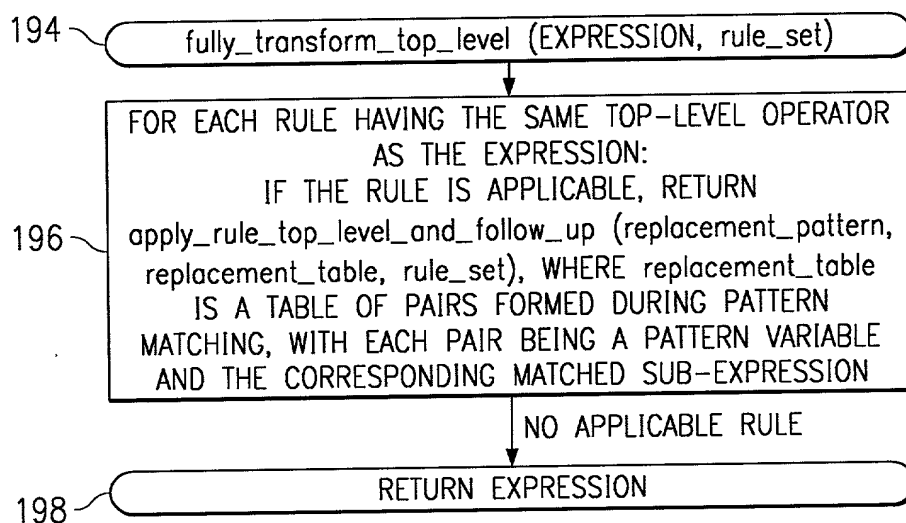 194
fully_transform_top_level (EXPRESSION, rule_set)
FOR EACH RULE HAVING THE SAME TOP-LEVEL OPERATOR
AS THE EXPRESSION:
IF THE RULE IS APPLICABLE, RETURN
196
apply_rule_top_level_and_follow_up (replacement_pattern,
replacement_table, rule_set), WHERE replacement_table
IS A TABLE OF PAIRS FORMED DURING PATTERN
MATCHING, WITH EACH PAIR BEING A PATTERN VARIABLE
AND THE CORRESPONDING MATCHED SUB-EXPRESSION
NO APPLICABLE RULE
198
RETURN EXPRESSION